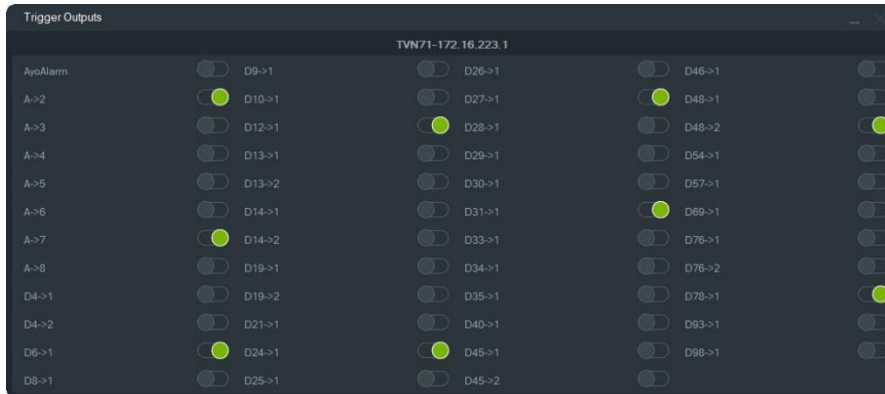 Trigger Outputs
TVN71-172.16.223.1
AyoAlarm D9->1 D26->1 D46->1
A->2 D10->1 D27->1 D48->1
A->3 D12->1 D28->1 D48->2
A->4 D13->1 D29->1 D54->1
A->5 D13->2 D30->1 D57->1
A->6 D14->1 D31->1 D69->1
A->7 D14->2 D33->1 D76->1
A->8 D19->1 D34->1 D76->2
D4->1 D19->2 D35->1 D78->1
D4->2 D21->1 D40->1 D93->1
D6->1 D24->1 D45->1 D98->1
D8->1 D25->1 D45->2